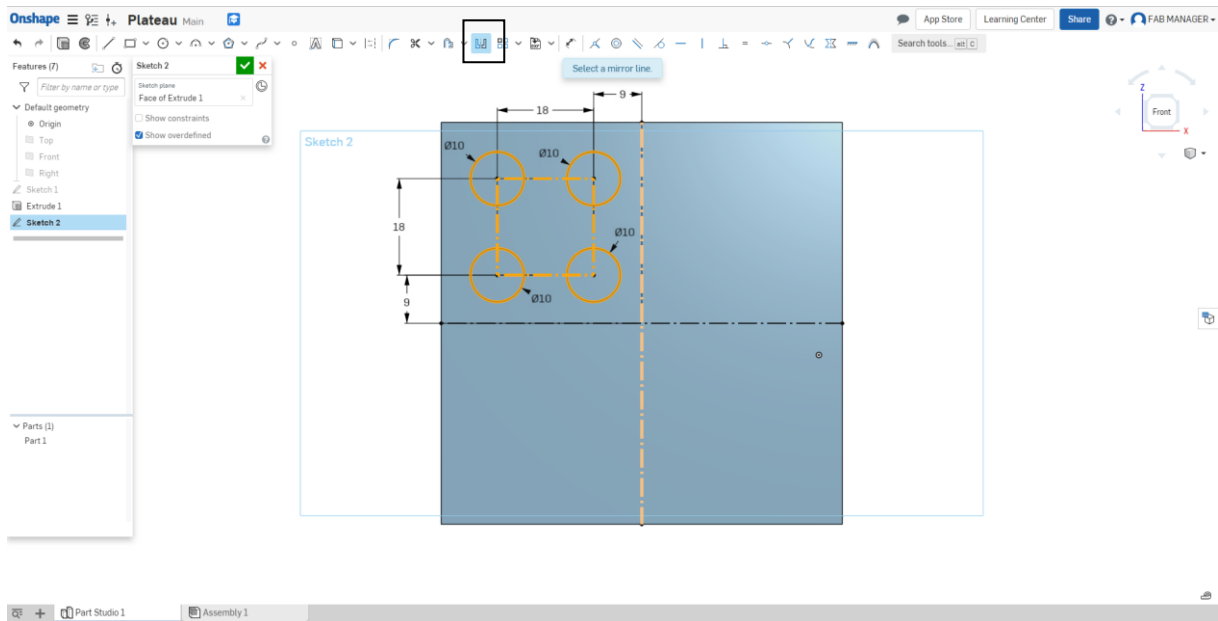 Onshape Plateau Main App Store Learning Center Share FAB MANAGER
Search tools... alt C
Features (7)
Filter by name or type
Default geometry
Origin
Top
Front
Right
Sketch 1
Extrude 1
Sketch 2
Parts (1)
Part 1
Sketch 2
Sketch plane
Face of Extrude 1
Show constraints
Show overdefined
Select a mirror line.
Sketch 2
9
18
Ø10
Ø10
18
Ø10
Ø10
9
Z
Front
X
Part Studio 1
Assembly 1